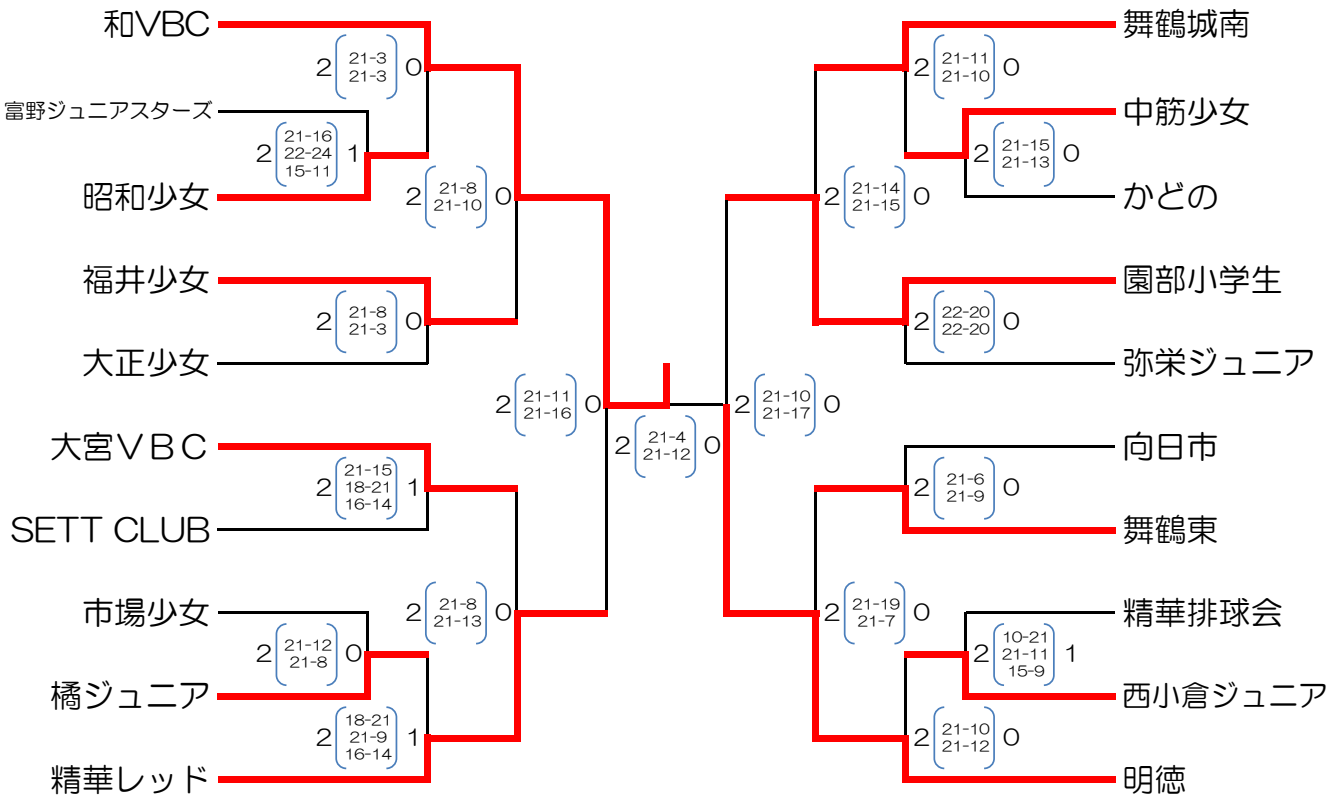 和VBC
2 21-3 0
21-3
富野ジュニアスターズ
21-16
2 22-24 1
15-11
昭和少女
2 21-8 0
21-10
福井少女
2 21-8 0
21-3
大正少女
2 21-11 0
21-16
大宮ＶＢＣ
21-15
2 18-21 1
16-14
SETT CLUB
市場少女
2 21-8 0
21-13
2 21-12 0
21-8
橘ジュニア
18-21
2 21-9 1
16-14
精華レッド
2 21-4 0
21-12
舞鶴城南
2 21-11 0
21-10
中筋少女
2 21-15 0
21-13
かどの
2 21-14 0
21-15
園部小学生
2 22-20 0
22-20
弥栄ジュニア
2 21-10 0
21-17
向日市
2 21-6 0
21-9
舞鶴東
2 21-19 0
21-7
精華排球会
10-21
2 21-11 1
15-9
西小倉ジュニア
2 21-10 0
21-12
明徳